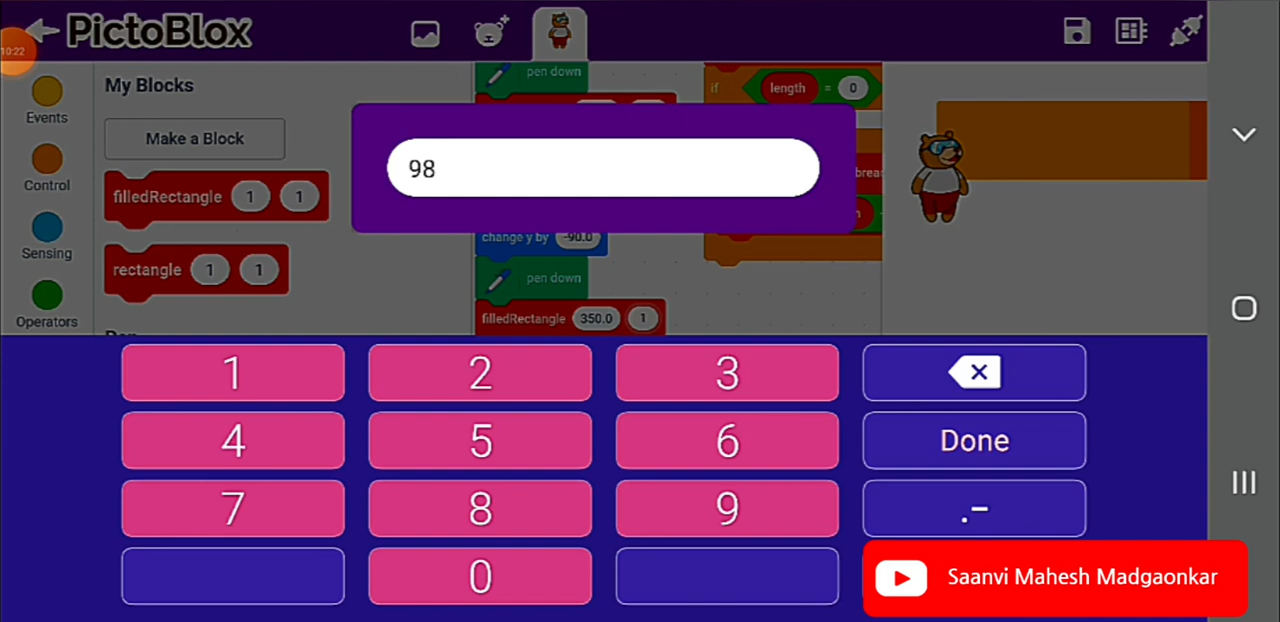 PictoBlox
10:22
Events
Control
Sensing
Operators
My Blocks
Make a Block
filledRectangle 1 1
rectangle 1 1
pen down
if length = 0
98
change y by -90.0
pen down
filledRectangle 350.0 1
1 2 3
4 5 6 Done
7 8 9 .-
0
Saanvi Mahesh Madgaonkar